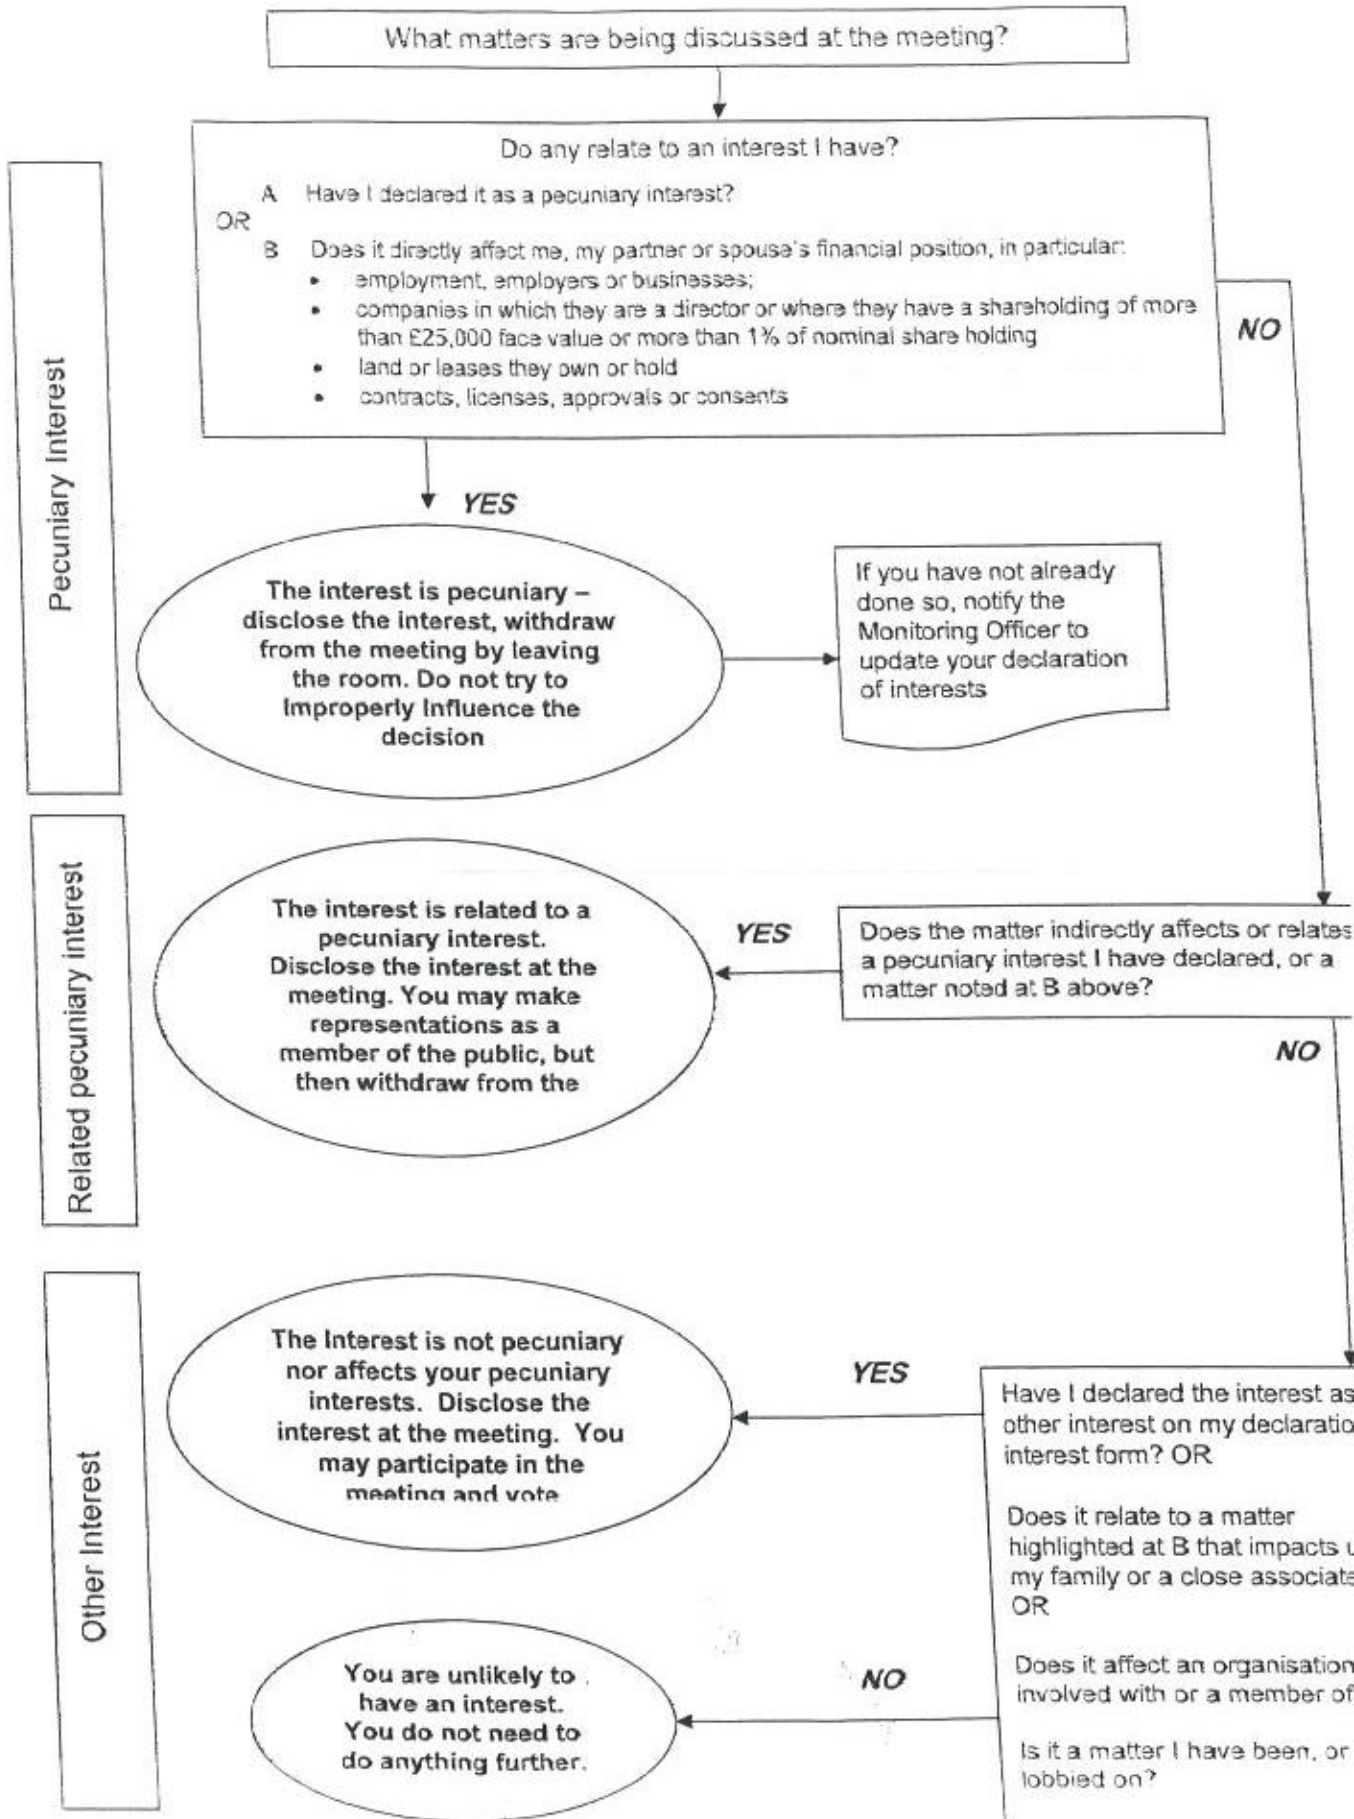 What matters are being discussed at the meeting?
Do any relate to an interest I have?
A Have I declared it as a pecuniary interest?
OR
B Does it directly affect me, my partner or spouse's financial position, in particular:
• employment, employers or businesses;
• companies in which they are a director or where they have a shareholding of more
than £25,000 face value or more than 1% of nominal share holding
• land or leases they own or hold
• contracts, licenses, approvals or consents
NO
Pecuniary Interest
YES
The interest is pecuniary –
disclose the interest, withdraw
from the meeting by leaving
the room. Do not try to
Improperly Influence the
decision
If you have not already
done so, notify the
Monitoring Officer to
update your declaration
of interests
Related pecuniary interest
The interest is related to a
pecuniary interest.
Disclose the interest at the
meeting. You may make
representations as a
member of the public, but
then withdraw from the
YES
Does the matter indirectly affects or relates
a pecuniary interest I have declared, or a
matter noted at B above?
NO
Other Interest
The Interest is not pecuniary
nor affects your pecuniary
interests. Disclose the
interest at the meeting. You
may participate in the
meeting and vote
YES
Have I declared the interest as
other interest on my
interest form? OR
Does it relate to a matter
highlighted at B that impacts
my family or a close associate
OR
Does it affect an organisation
involved with or a member of
Is it a matter I have been, or
lobbied on?
You are unlikely to
have an interest.
You do not need to
do anything further.
NO